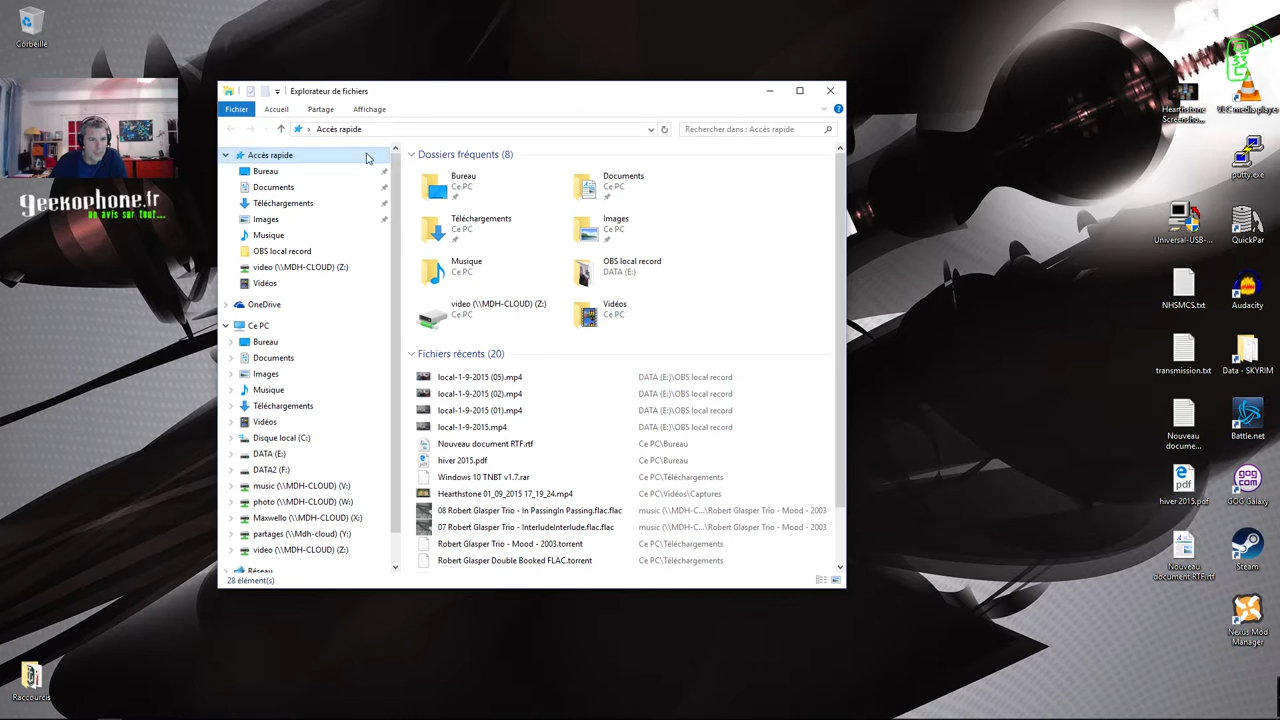 Corbeille
geekophone.fr
un avis sur tout...
Explorateur de fichiers
Fichier Accueil Partage Affichage
Accès rapide
Rechercher dans : Accès rapide
Accès rapide
Bureau
Documents
Téléchargements
Images
Musique
OBS local record
video (\\MDH-CLOUD) (Z:)
Vidéos
OneDrive
Ce PC
Bureau
Documents
Images
Musique
Téléchargements
Vidéos
Disque local (C:)
DATA (E:)
DATA2 (F:)
music (\\MDH-CLOUD) (V:)
photo (\\MDH-CLOUD) (W:)
Maxwello (\\MDH-CLOUD) (X:)
partages (\\Mdh-cloud) (Y:)
video (\\MDH-CLOUD) (Z:)
Réseau
28 élément(s)
Dossiers fréquents (8)
Bureau
Ce PC
Documents
Ce PC
Téléchargements
Ce PC
Images
Ce PC
Musique
Ce PC
OBS local record
DATA (E:)
video (\\MDH-CLOUD) (Z:)
Ce PC
Vidéos
Ce PC
Fichiers récents (20)
local-1-9-2015 (05).mp4 DATA (E:)\OBS local record
local-1-9-2015 (02).mp4 DATA (E:)\OBS local record
local-1-9-2015 (01).mp4 DATA (E:)\OBS local record
local-1-9-2015.mp4 DATA (E:)\OBS local record
Nouveau document RTF.rtf Ce PC\Bureau
hiver 2015.pdf Ce PC\Bureau
Windows 10 TNBT v1.7.rar Ce PC\Téléchargements
Hearthstone 01_09_2015 17_19_24.mp4 Ce PC\Vidéos\Captures
08 Robert Glasper Trio - In PassingIn Passing.flac.flac music (\\MDH-C...\Robert Glasper Trio - Mood - 2003
07 Robert Glasper Trio - InterludeInterlude.flac.flac music (\\MDH-C...\Robert Glasper Trio - Mood - 2003
Robert Glasper Trio - Mood - 2003.torrent Ce PC\Téléchargements
Robert Glasper Double Booked FLAC.torrent Ce PC\Téléchargements
Hearthstone
Screensho...
VLC media player
putty.exe
Universal-USB-...
QuickPar
NHSMCS.txt
Audacity
transmission.txt
Data - SKYRIM
Nouveau
docume...
Battle.net
pdf
hiver 2015.pdf
gog
com
GOG Galaxy
Nouveau
document RTF.rtf
Steam
Nexus Mod
Manager
Raccourcis